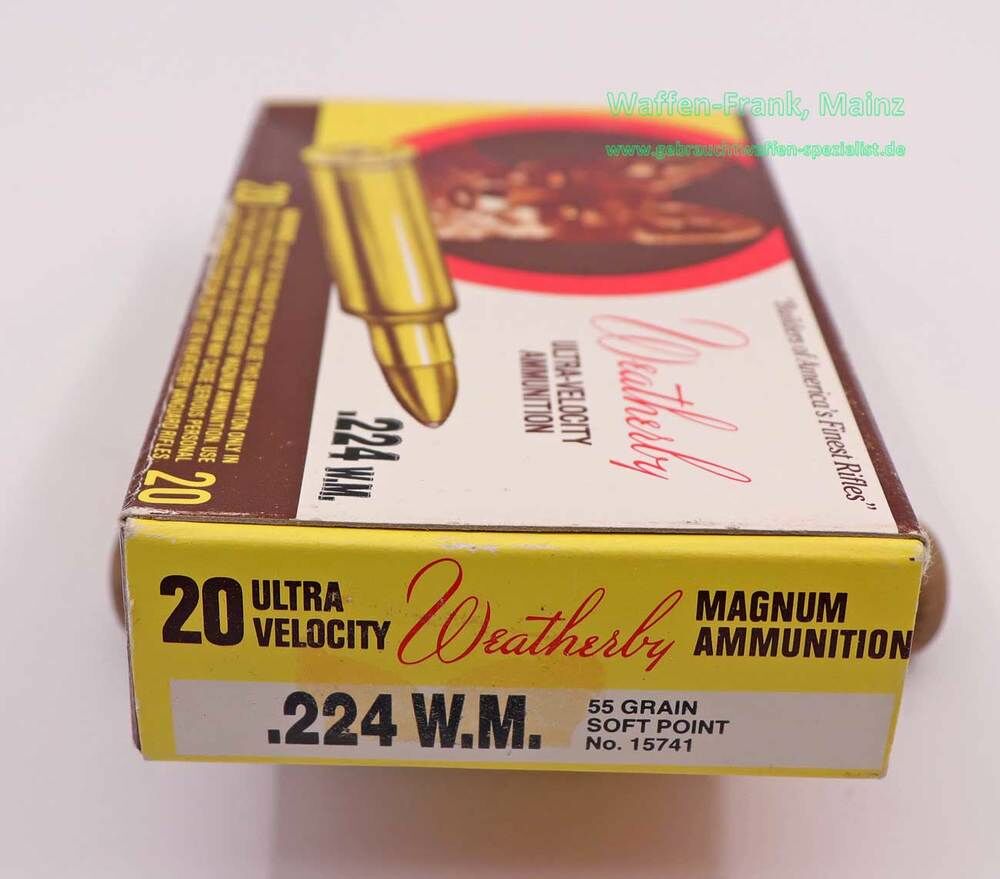 Waffen-Frank, Mainz
www.gebrauchtwaffen-spezialist.de
"Builders of America's Finest Rifles"
Weatherby
ULTRA-VELOCITY
AMMUNITION
.224 W.M.
20
20
20 ULTRA VELOCITY Weatherby MAGNUM AMMUNITION
.224 W.M.
55 GRAIN
SOFT POINT
No. 15741